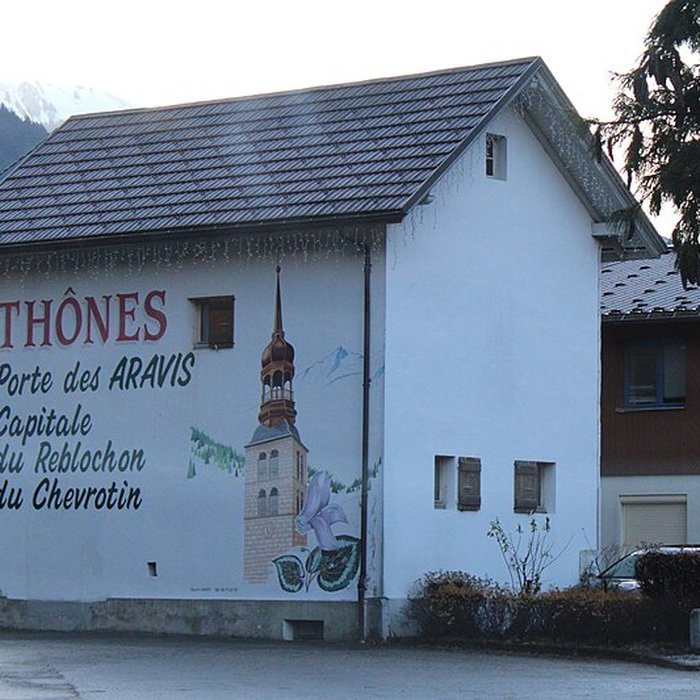 THÔNES
Porte des ARAVIS
Capitale
du Reblochon
du Chevrotin